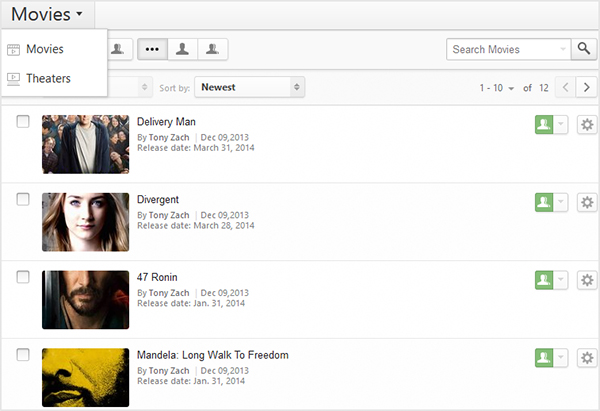 Movies
Movies
Theaters
Search Movies
Sort by: Newest
1 - 10 of 12
Delivery Man
By Tony Zach | Dec 09,2013
Release date: March 31, 2014
Divergent
By Tony Zach | Dec 09,2013
Release date: March 28, 2014
47 Ronin
By Tony Zach | Dec 09,2013
Release date: Jan. 31, 2014
Mandela: Long Walk To Freedom
By Tony Zach | Dec 09,2013
Release date: Jan. 31, 2014